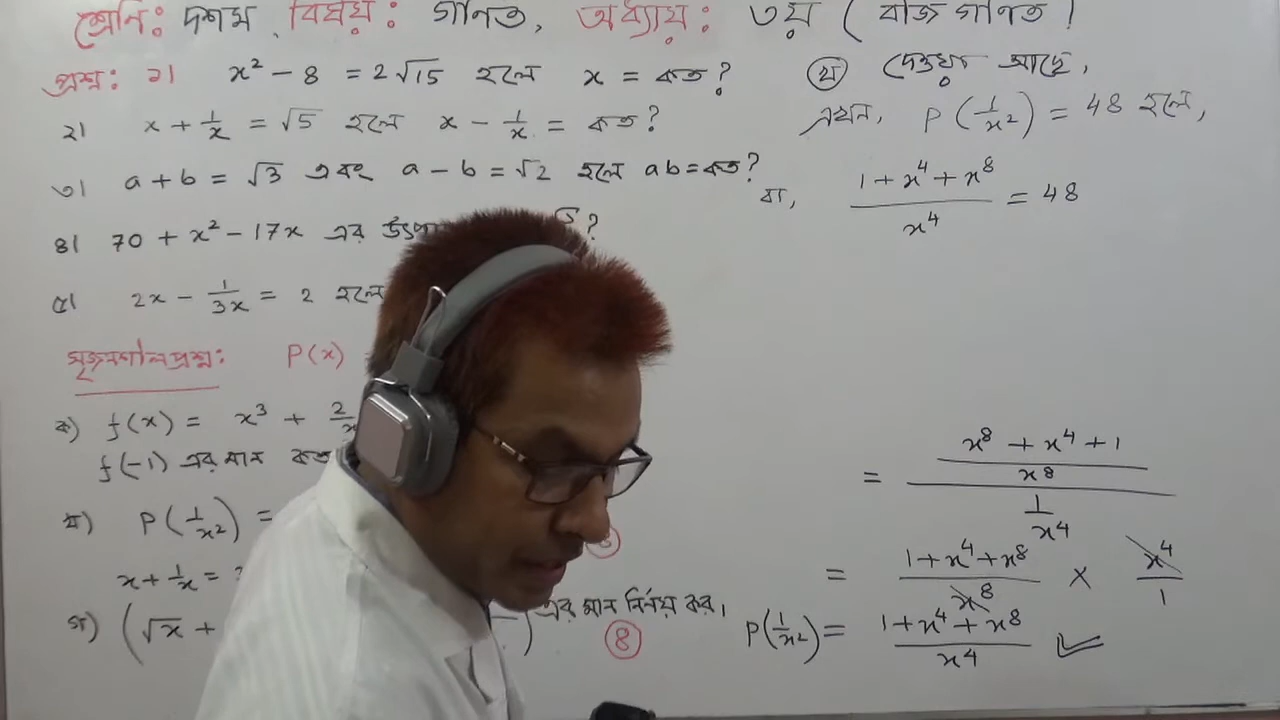 শ্রেনি: দশম, বিষয়: গণিত, অধ্যায়: ৩য় ( বীজ গণিত )
প্রশ্ন: ১। x² − 8 = 2√15 হলে x = কত?
২। x + 1/x = √5 হলে x − 1/x = কত?
৩। a + b = √3 এবং a − b = √2 হলে ab = কত?
৪। 70 + x² − 17x এর ?
৫। 2x − 1/3x = 2 হলে
সৃজনশীল প্রশ্ন: P(x)
ক) f(x) = x³ + 2/
f(−1) এর মান কত
খ) P(1/x²) =
x + 1/x =
গ) (√x + ) এর মান নির্ণয় কর। ৪
খ দেওয়া আছে,
এখন, P(1/x²) = 48 হলে,
বা, (1 + x⁴ + x⁸)/x⁴ = 48
= ((x⁸ + x⁴ + 1)/x⁸)/(1/x⁴)
= (1 + x⁴ + x⁸)/x⁸ × x⁴/1
P(1/x²) = (1 + x⁴ + x⁸)/x⁴ ✓